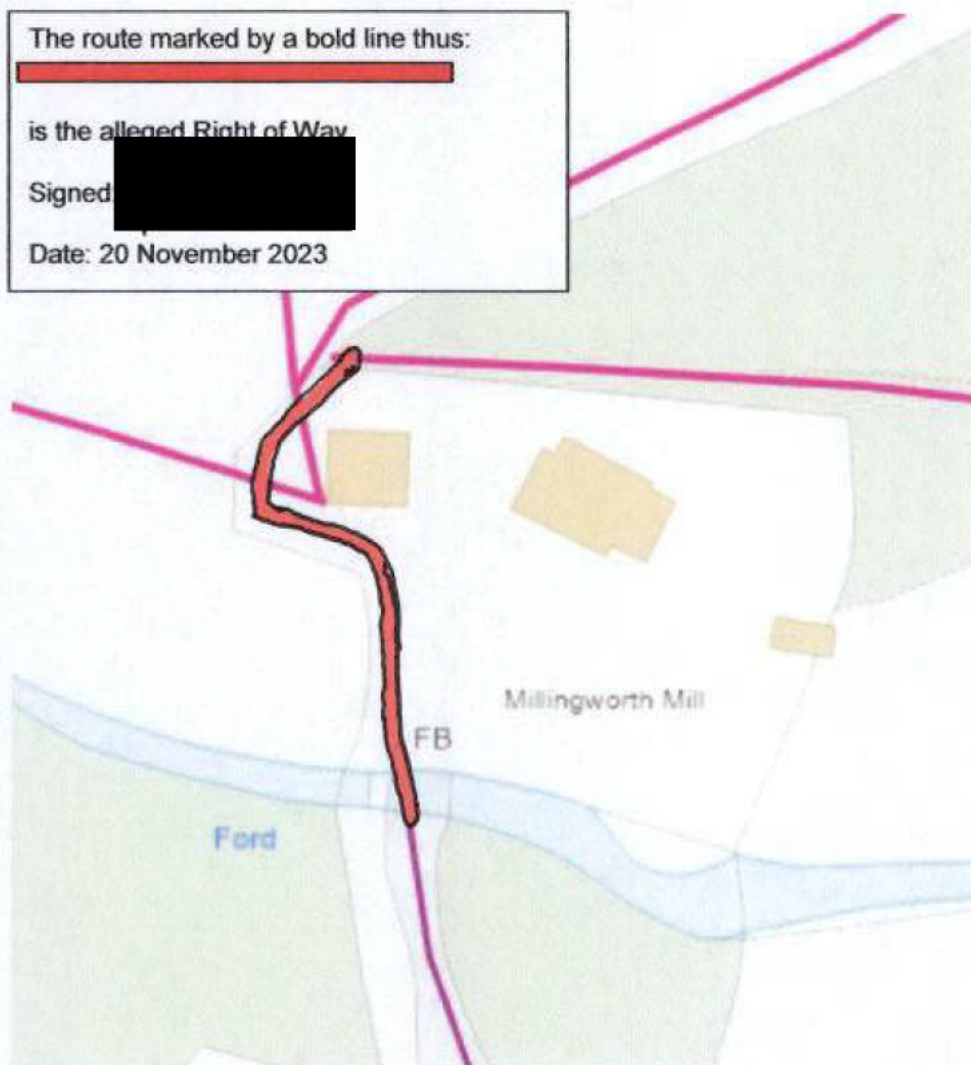 The route marked by a bold line thus:
is the alleged Right of Way
Signed:
Date: 20 November 2023
Millingworth Mill
FB
Ford